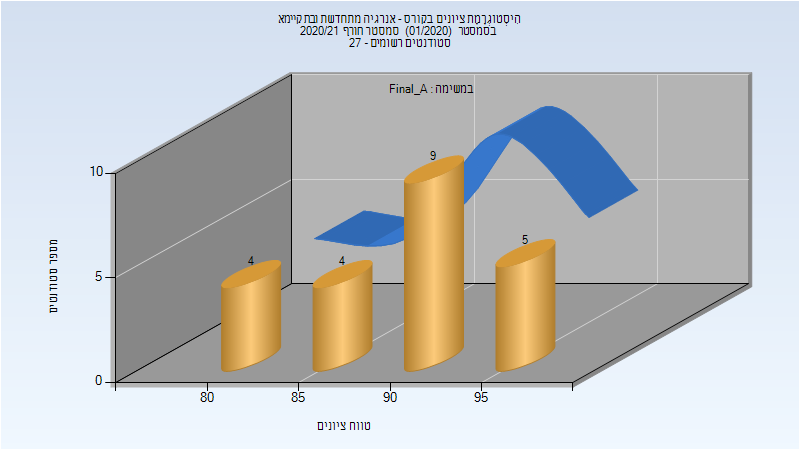 היסטוגרמת ציונים בקורס - אנרגיה מתחדשת ובת קיימא
בסמסטר (01/2020) סמסטר חורף 2020/21
סטודנטים רשומים - 27
במשימה : Final_A
9
5
4
4
10
5
0
מספר סטודנטים
80
85
90
95
טווח ציונים